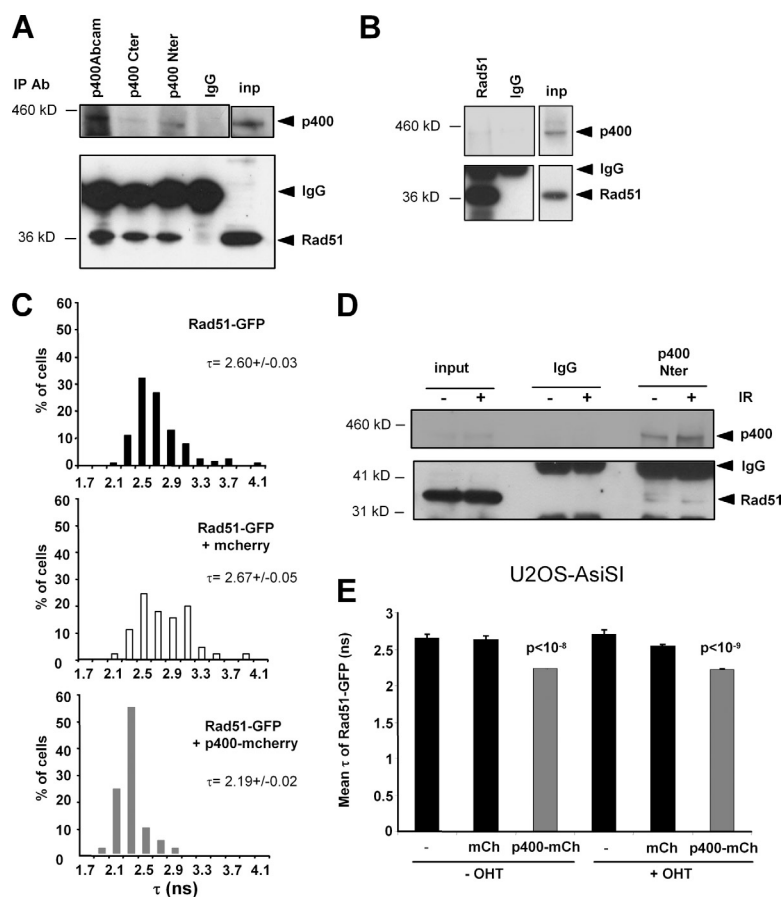 A
IP Ab
p400Abcam
p400 Cter
p400 Nter
IgG
inp
460 kD
p400
IgG
36 kD
Rad51
B
Rad51
IgG
inp
460 kD
p400
IgG
36 kD
Rad51
C
% of cells
60
50
40
30
20
10
0
Rad51-GFP
τ= 2.60+/-0.03
1.7 2.1 2.5 2.9 3.3 3.7 4.1
% of cells
60
50
40
30
20
10
0
Rad51-GFP
+ mcherry
τ= 2.67+/-0.05
1.7 2.1 2.5 2.9 3.3 3.7 4.1
% of cells
60
50
40
30
20
10
0
Rad51-GFP
+ p400-mcherry
τ= 2.19+/-0.02
1.7 2.1 2.5 2.9 3.3 3.7 4.1
τ (ns)
D
input
IgG
p400
Nter
- + - + - + IR
460 kD
p400
IgG
41 kD
Rad51
31 kD
E
U2OS-AsiSI
Mean τ of Rad51-GFP (ns)
3
2.5
2
1.5
1
0.5
0
p<10-8
p<10-9
- mCh p400-mCh - mCh p400-mCh
- OHT + OHT